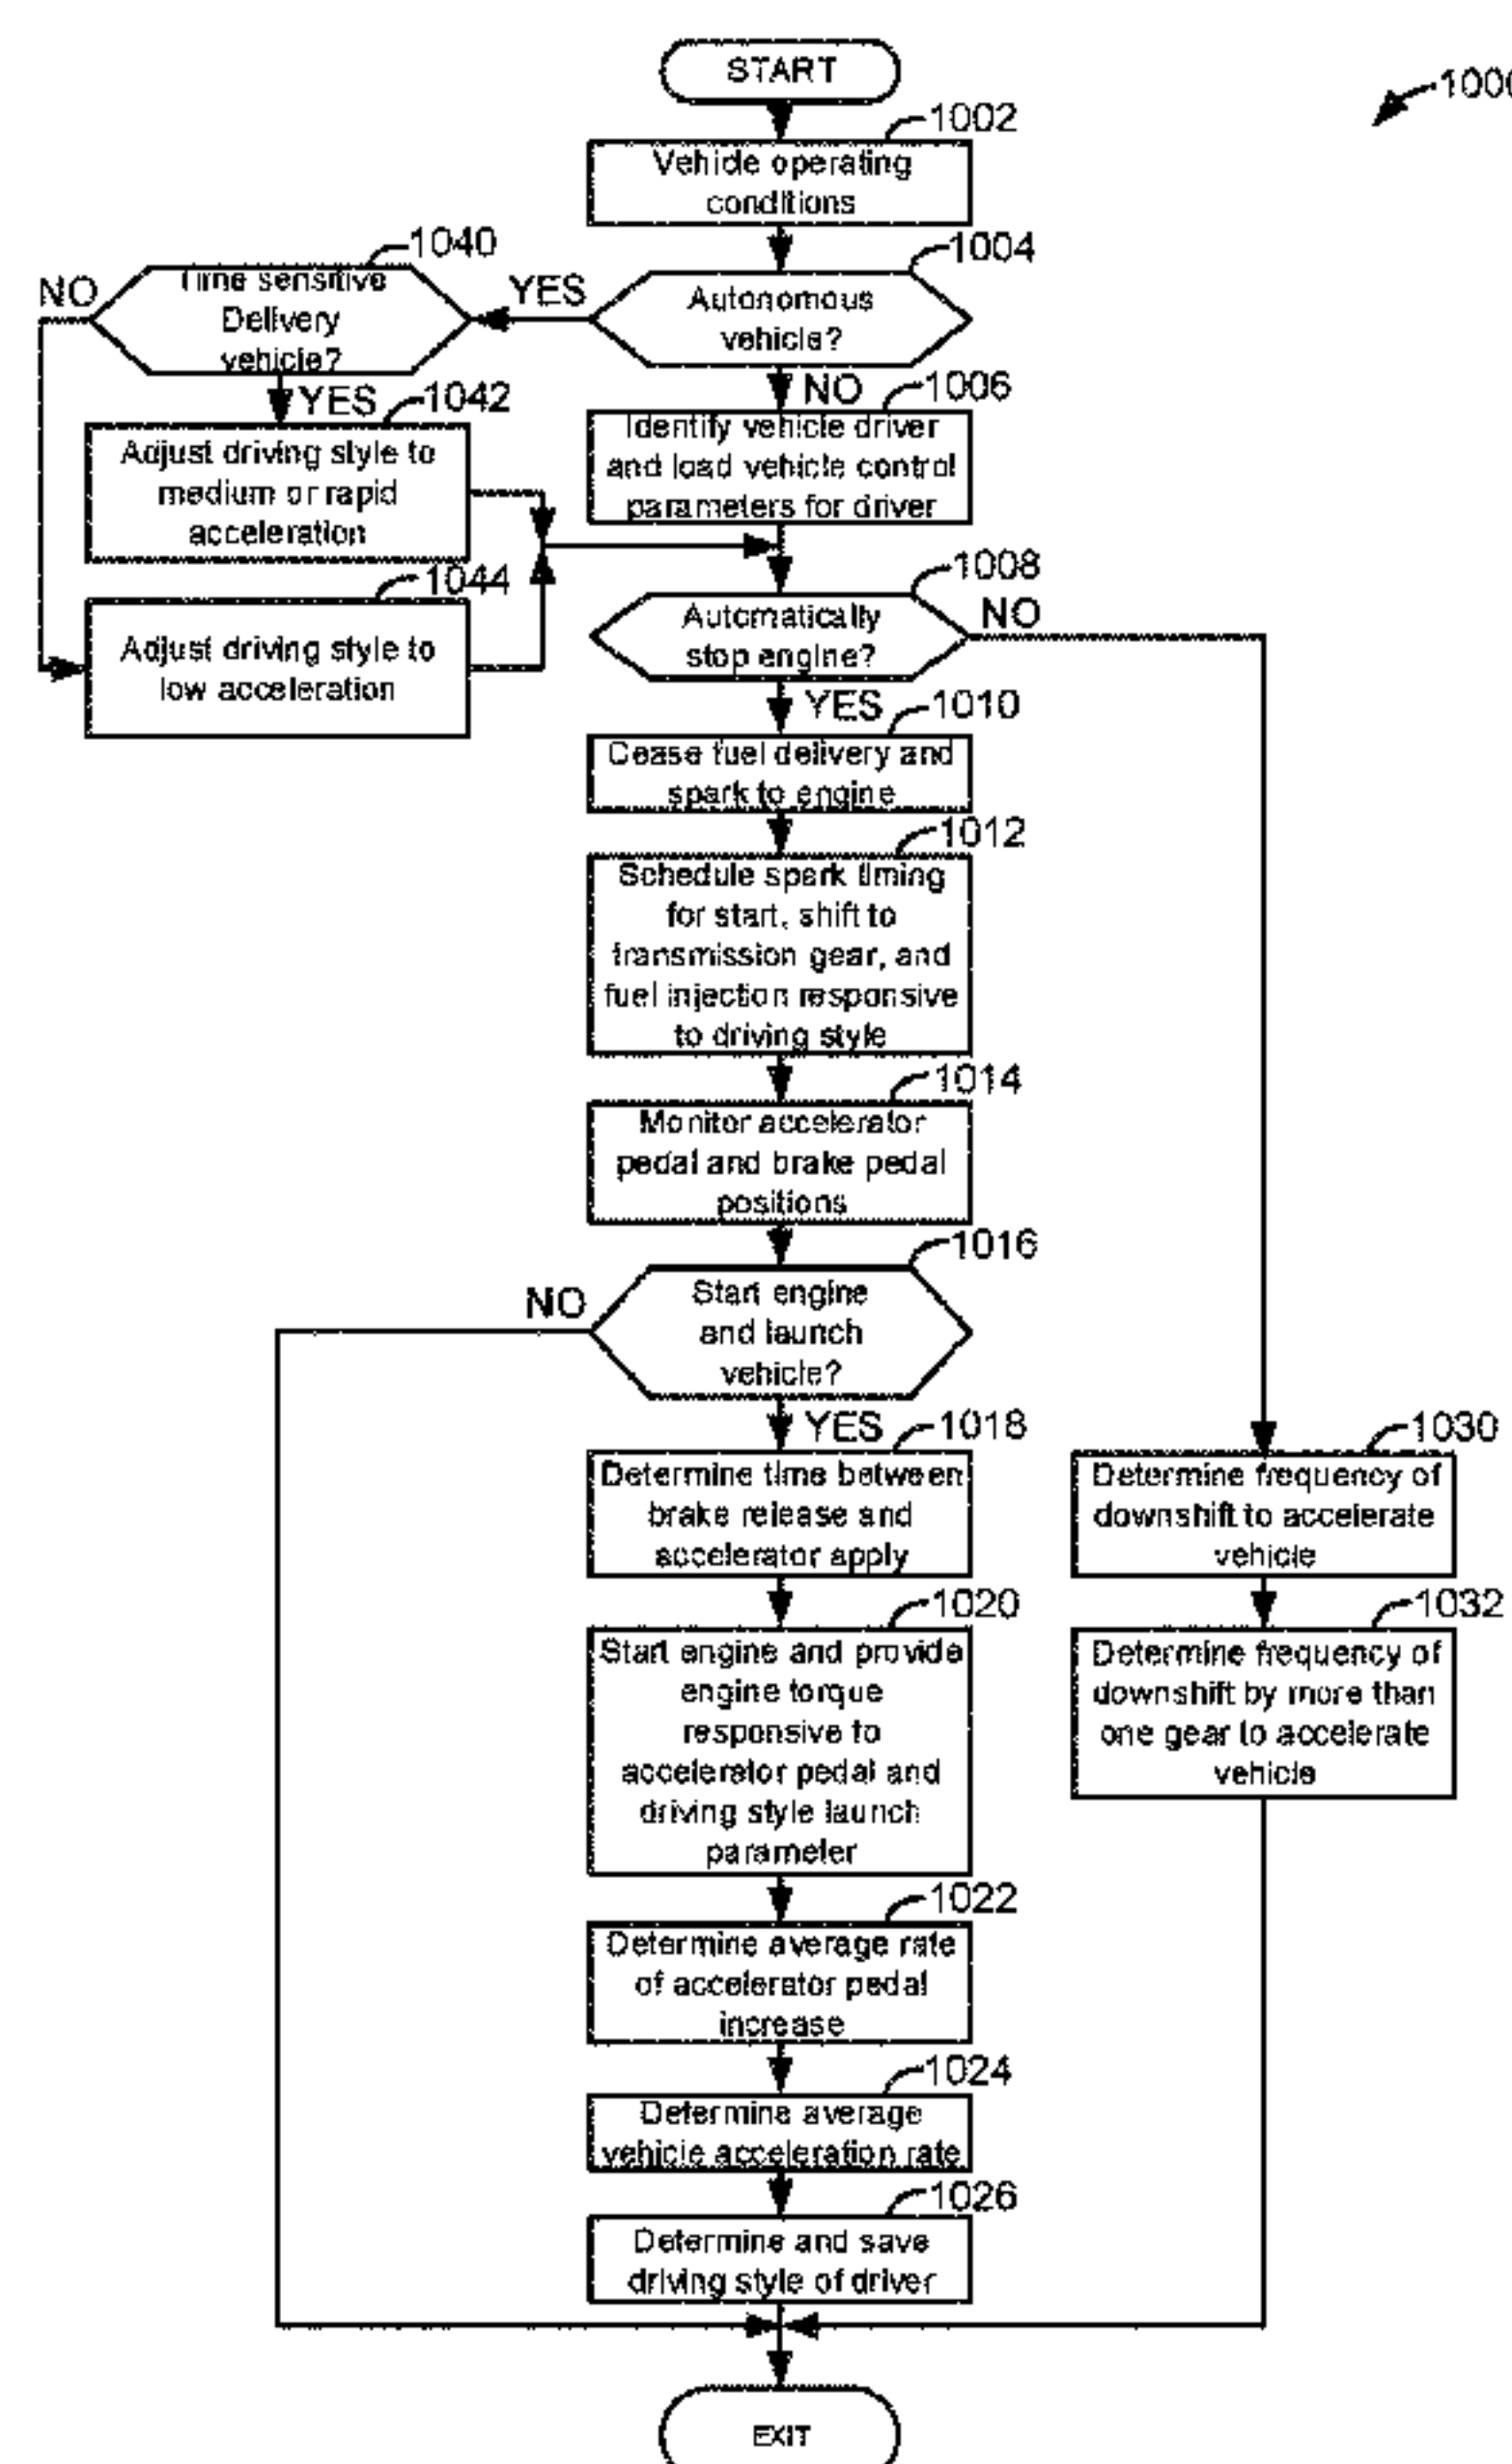 START
1000
1002
Vehicle operating
conditions
1004
Autonomous
vehicle?
YES
1040
Time sensitive
Delivery
vehicle?
NO
YES
1042
Adjust driving style to
medium or rapid
acceleration
1044
Adjust driving style to
low acceleration
NO
1006
Identify vehicle driver
and load vehicle control
parameters for driver
1008
Automatically
stop engine?
NO
YES
1010
Cease fuel delivery and
spark to engine
1012
Schedule spark timing
for start, shift to
transmission gear, and
fuel injection responsive
to driving style
1014
Monitor accelerator
pedal and brake pedal
positions
1016
Start engine
and launch
vehicle?
NO
YES
1018
Determine time between
brake release and
accelerator apply
1020
Start engine and provide
engine torque
responsive to
accelerator pedal and
driving style launch
parameter
1022
Determine average rate
of accelerator pedal
increase
1024
Determine average
vehicle acceleration rate
1026
Determine and save
driving style of driver
1030
Determine frequency of
downshift to accelerate
vehicle
1032
Determine frequency of
downshift by more than
one gear to accelerate
vehicle
EXIT